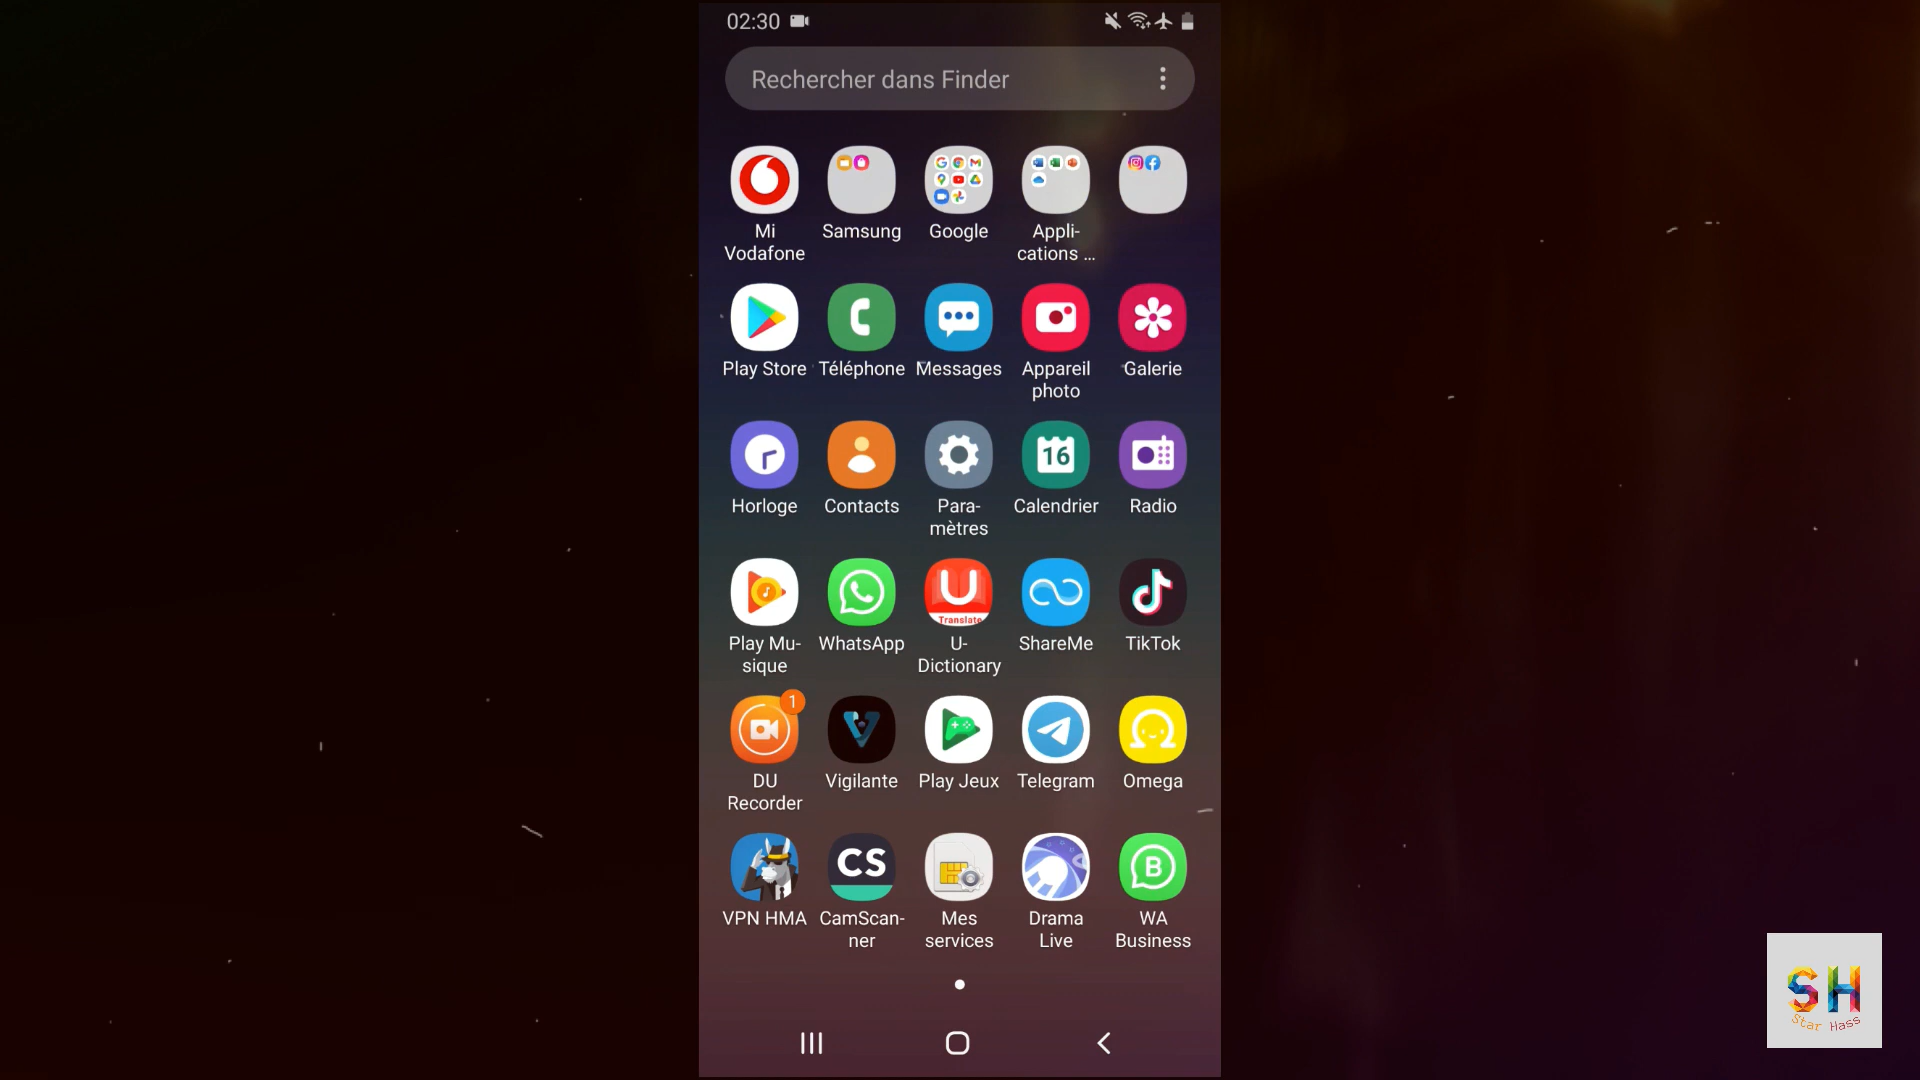 02:30
Rechercher dans Finder
Mi Vodafone
Samsung
Google
Appli-
cations ...
Play Store
Téléphone
Messages
Appareil
photo
Galerie
Horloge
Contacts
Para-
mètres
16
Calendrier
Radio
Play Mu-
sique
WhatsApp
U
Translate
U-
Dictionary
ShareMe
TikTok
1
DU
Recorder
Vigilante
Play Jeux
Telegram
Omega
VPN HMA
CS
CamScan-
ner
Mes
services
Drama
Live
B
WA
Business
SH
Star Hass